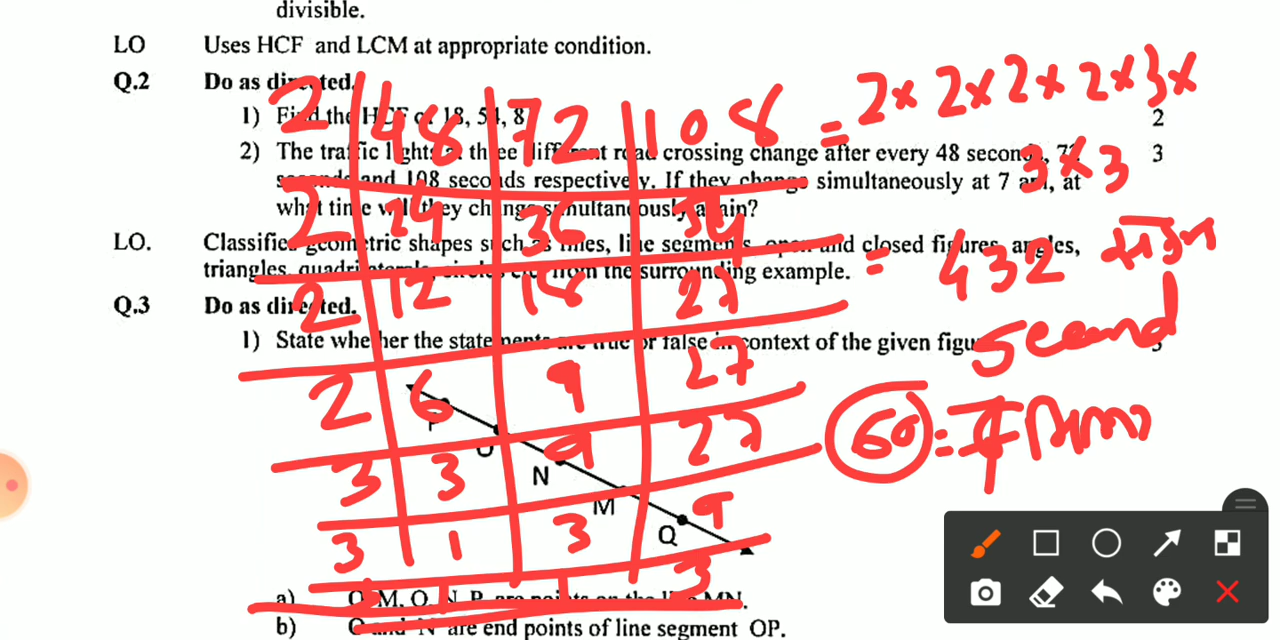 divisible.
LO Uses HCF and LCM at appropriate condition.
Q.2 Do as directed.
1) Find the HCF of 18, 54, 8 2
2) The traffic lights at three different road crossing change after every 48 seconds, 72 3
seconds and 108 seconds respectively. If they change simultaneously at 7 am, at
what time will they change simultaneously again?
LO. Classifies geometric shapes such as lines, line segments, open and closed figures, angles,
triangles, quadrilaterals, circles etc. from the surrounding example.
Q.3 Do as directed.
1) State whether the statements are true or false in context of the given figu
N
M
Q
a) Q, M, O, N, P are points on the line MN.
b) O and N are end points of line segment OP.
2 48 72 108 = 2 × 2 × 2 × 2 × 3 ×
3 × 3
2 24 36 54
= 432
2 12 18 27
second
2 6 9 27
60 =
3 3 9 27
3 1 3 9
1 1 3